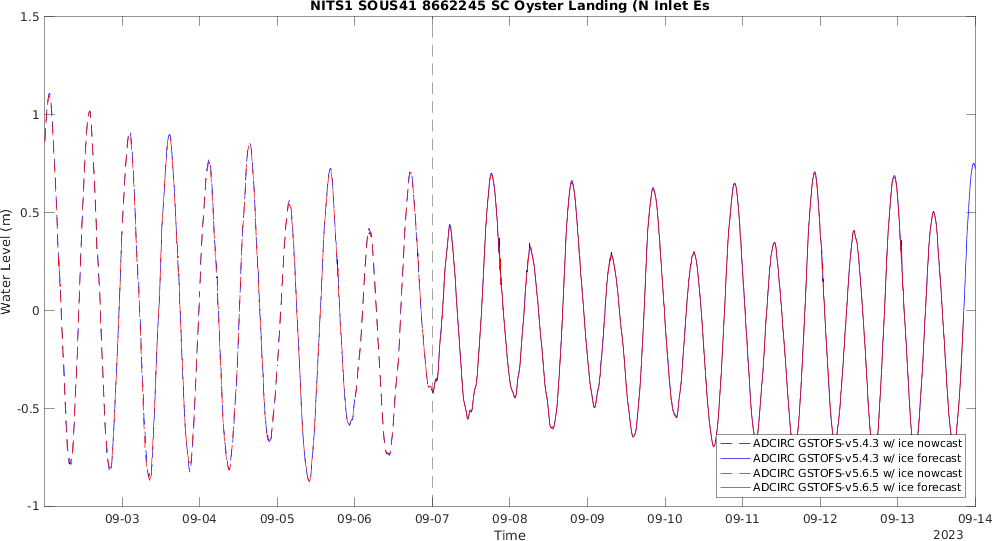 NITS1 SOUS41 8662245 SC Oyster Landing (N Inlet Es
Water Level (m)
1.5
1
0.5
0
-0.5
-1
ADCIRC GSTOFS-v5.4.3 w/ ice nowcast
ADCIRC GSTOFS-v5.4.3 w/ ice forecast
ADCIRC GSTOFS-v5.6.5 w/ ice nowcast
ADCIRC GSTOFS-v5.6.5 w/ ice forecast
09-03 09-04 09-05 09-06 09-07 09-08 09-09 09-10 09-11 09-12 09-13 09-14
Time
2023